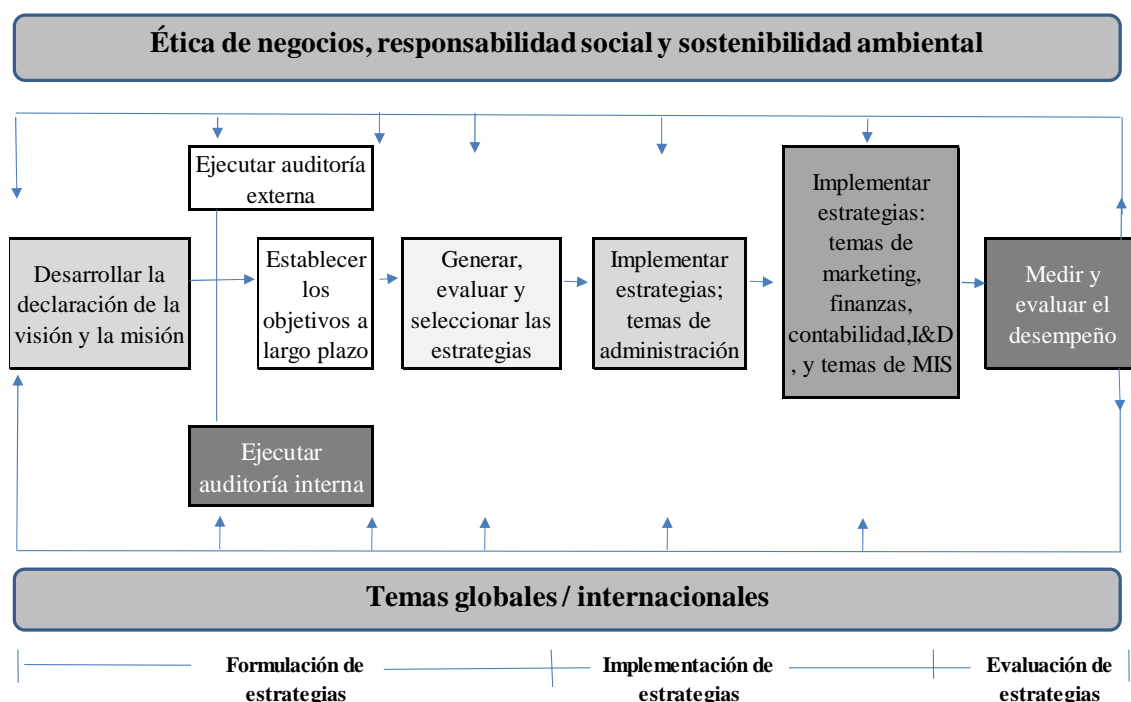 Ética de negocios, responsabilidad social y sostenibilidad ambiental
Ejecutar auditoría
externa
Desarrollar la
declaración de la
visión y la misión
Establecer
los
objetivos a
largo plazo
Generar,
evaluar y
seleccionar las
estrategias
Implementar
estrategias;
temas de
administración
Implementar
estrategias:
temas de
marketing,
finanzas,
contabilidad,I&D
, y temas de MIS
Medir y
evaluar el
desempeño
Ejecutar
auditoría interna
Temas globales / internacionales
Formulación de
estrategias
Implementación de
estrategias
Evaluación de
estrategias